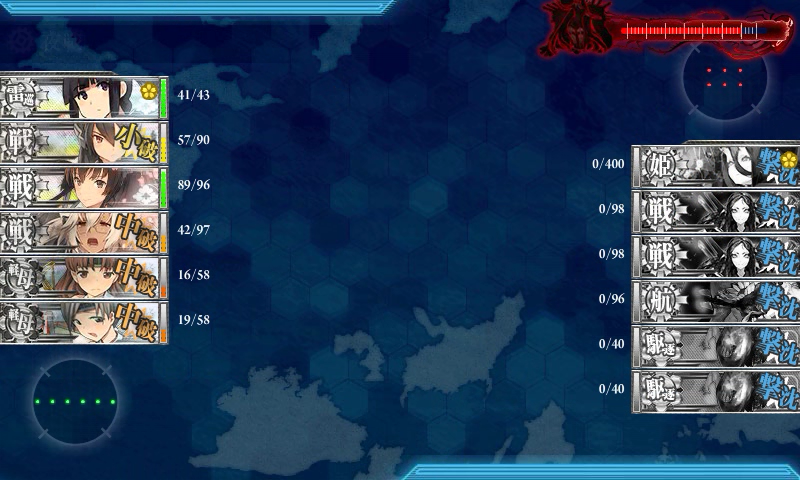 雷巡 41/43
戦 小破 57/90
戦 89/96
戦 中破 42/97
戦母 中破 16/58
戦母 中破 19/58
姫 撃沈 0/400
戦 撃沈 0/98
戦 撃沈 0/98
航 撃沈 0/96
駆逐 撃沈 0/40
駆逐 撃沈 0/40